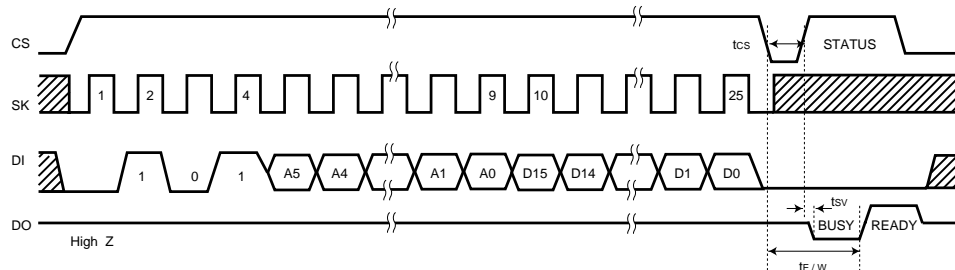 CS
tCS
STATUS
SK
1
2
4
9
10
25
DI
1
0
1
A5
A4
A1
A0
D15
D14
D1
D0
tSV
DO
BUSY
READY
High Z
tE / W